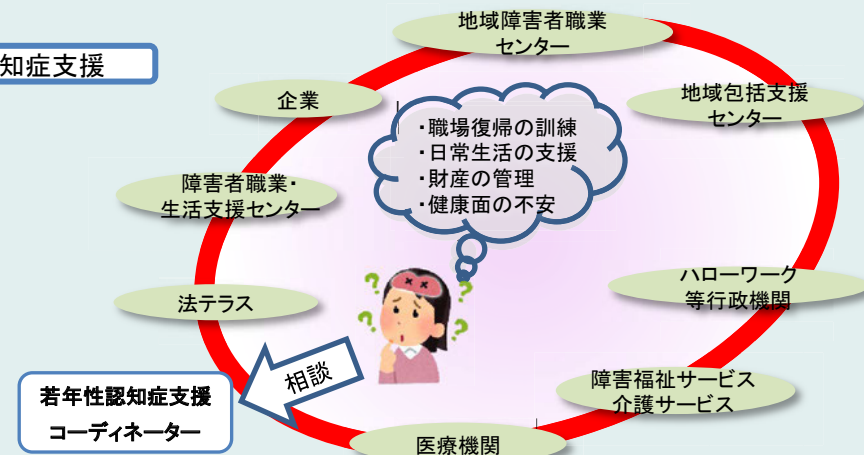 知症支援
地域障害者職業
センター
企業
地域包括支援
センター
・職場復帰の訓練
・日常生活の支援
・財産の管理
・健康面の不安
障害者職業・
生活支援センター
ハローワーク
等行政機関
法テラス
相談
若年性認知症支援
コーディネーター
障害福祉サービス
介護サービス
医療機関